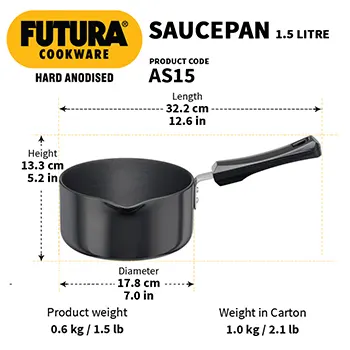 FUTURA®
COOKWARE
HARD ANODISED
SAUCEPAN 1.5 LITRE
PRODUCT CODE
AS15
Length
32.2 cm
12.6 in
Height
13.3 cm
5.2 in
Diameter
17.8 cm
7.0 in
Product weight
0.6 kg / 1.5 lb
Weight in Carton
1.0 kg / 2.1 lb